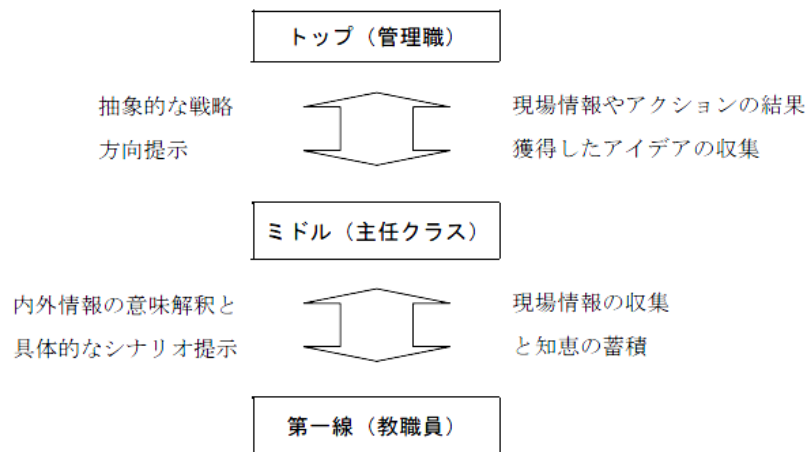 トップ（管理職）
抽象的な戦略
方向提示
現場情報やアクションの結果
獲得したアイデアの収集
ミドル（主任クラス）
内外情報の意味解釈と
具体的なシナリオ提示
現場情報の収集
と知恵の蓄積
第一線（教職員）